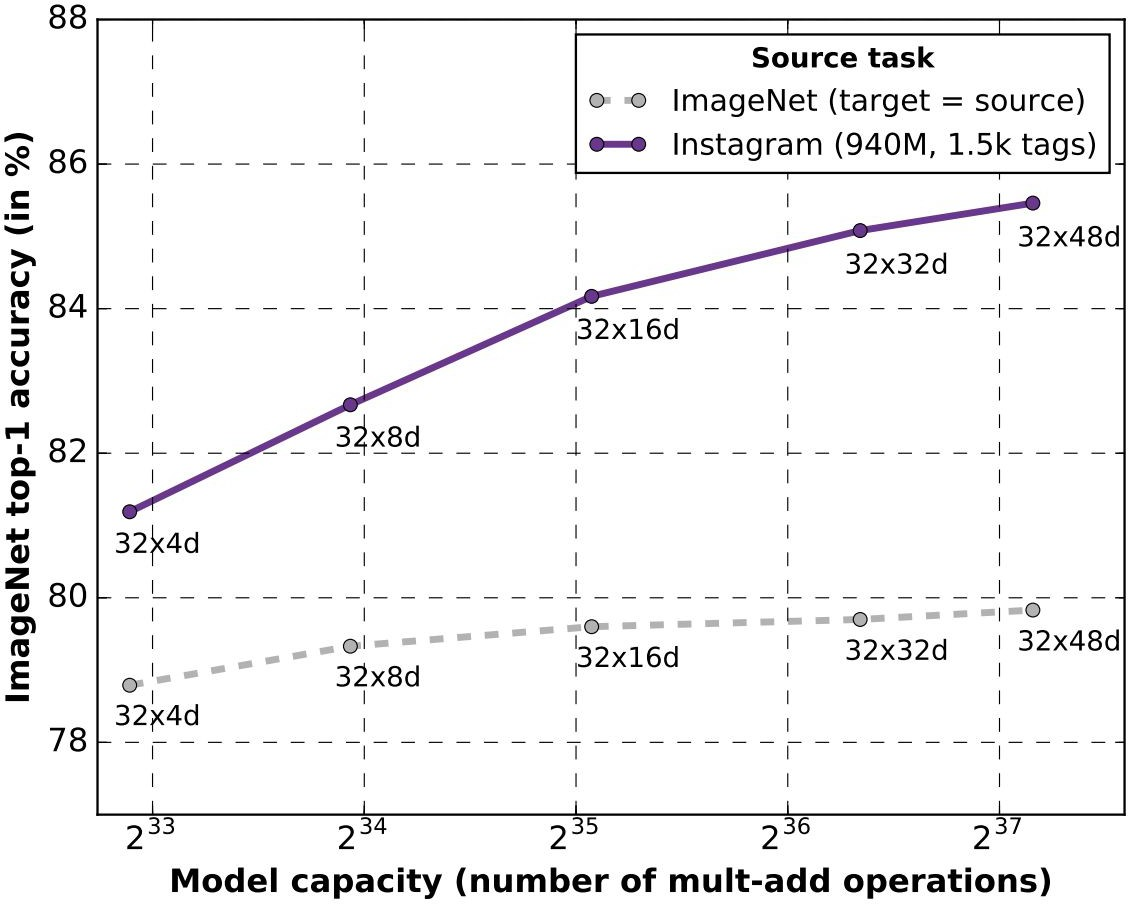 88
86
84
82
80
78
ImageNet top-1 accuracy (in %)
Source task
ImageNet (target = source)
Instagram (940M, 1.5k tags)
32x4d
32x8d
32x16d
32x32d
32x48d
32x4d
32x8d
32x16d
32x32d
32x48d
2^33
2^34
2^35
2^36
2^37
Model capacity (number of mult-add operations)